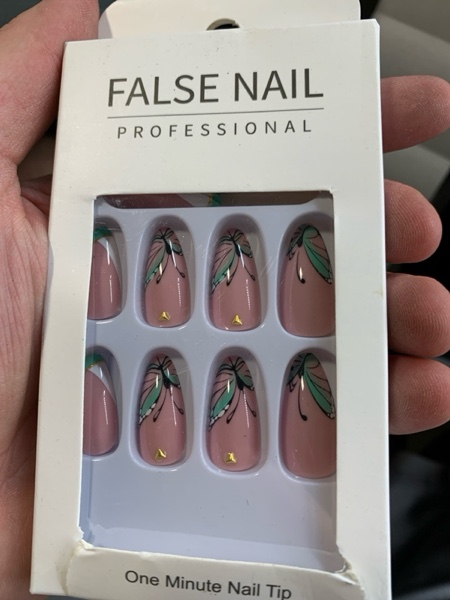 FALSE NAIL
PROFESSIONAL
One Minute Nail Tip